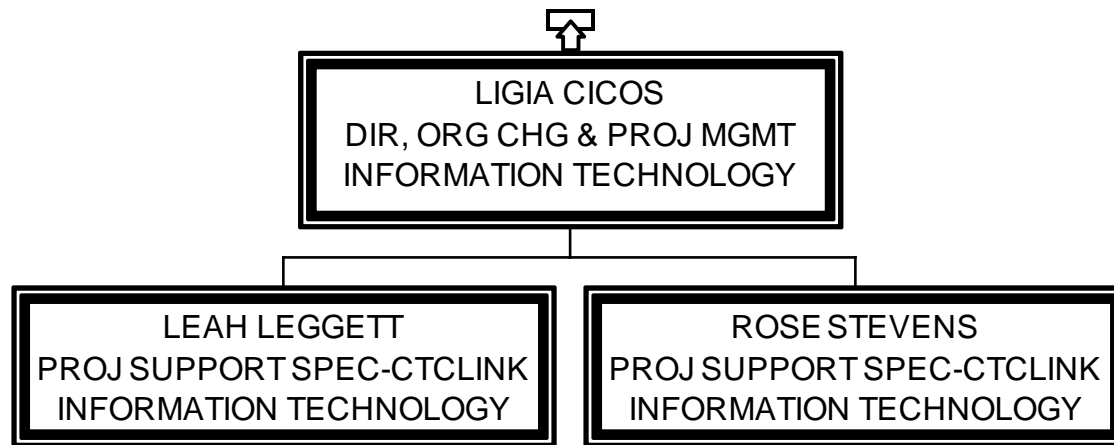 LIGIA CICOS
DIR, ORG CHG & PROJ MGMT
INFORMATION TECHNOLOGY
LEAH LEGGETT
PROJ SUPPORT SPEC-CTCLINK
INFORMATION TECHNOLOGY
ROSE STEVENS
PROJ SUPPORT SPEC-CTCLINK
INFORMATION TECHNOLOGY